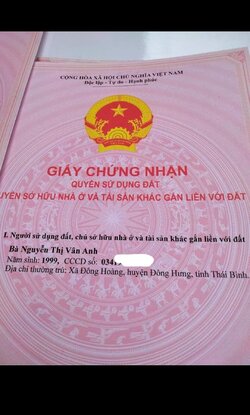 CỘNG HÒA XÃ HỘI CHỦ NGHĨA VIỆT NAM
Độc lập - Tự do - Hạnh phúc
GIẤY CHỨNG NHẬN
QUYỀN SỬ DỤNG ĐẤT
UYỀN SỞ HỮU NHÀ Ở VÀ TÀI SẢN KHÁC GẮN LIỀN VỚI ĐẤT
I. Người sử dụng đất, chủ sở hữu nhà ở và tài sản khác gắn liền với đất
Bà Nguyễn Thị Vân Anh
Năm sinh: 1999, CCCD số: 034
Địa chỉ thường trú: Xã Đông Hoàng, huyện Đông Hưng, tỉnh Thái Bình.